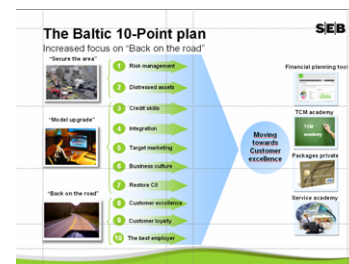 The Baltic 10-Point plan
SEB
Increased focus on "Back on the road"
"Secure the area"
1 Risk management
2 Distressed assets
"Model upgrade"
3 Credit skills
4 Integration
5 Target marketing
6 Business culture
7 Restore C/I
"Back on the road"
8 Customer excellence
9 Customer loyalty
10 The best employer
Moving
towards
Customer
excellence
Financial planning tool
TCM academy
TCM
academy
Packages private
Service academy